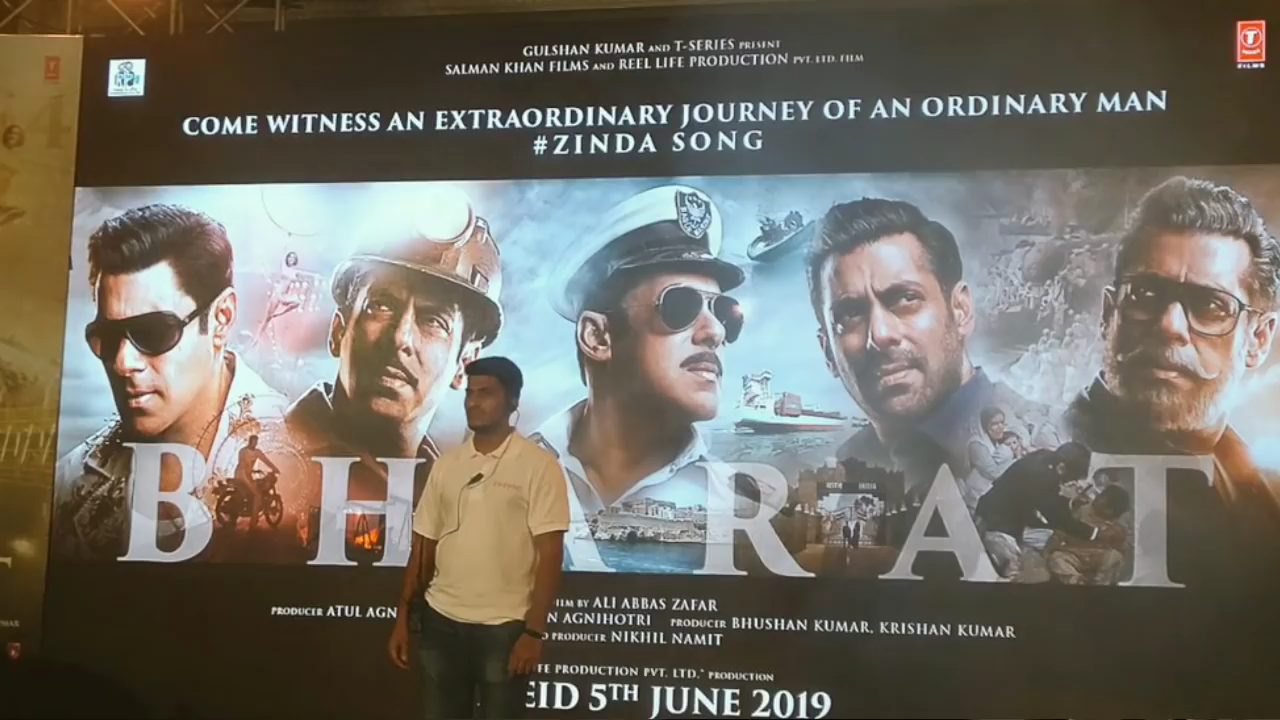 GULSHAN KUMAR AND T-SERIES PRESENT
SALMAN KHAN FILMS AND REEL LIFE PRODUCTION PVT. LTD. FILM
COME WITNESS AN EXTRAORDINARY JOURNEY OF AN ORDINARY MAN
#ZINDA SONG
BHARAT
PRODUCER ATUL AGN ILM BY ALI ABBAS ZAFAR
N AGNIHOTRI PRODUCER BHUSHAN KUMAR, KRISHAN KUMAR
PRODUCER NIKHIL NAMIT
FE PRODUCTION PVT. LTD." PRODUCTION
EID 5TH JUNE 2019
T
FILMS